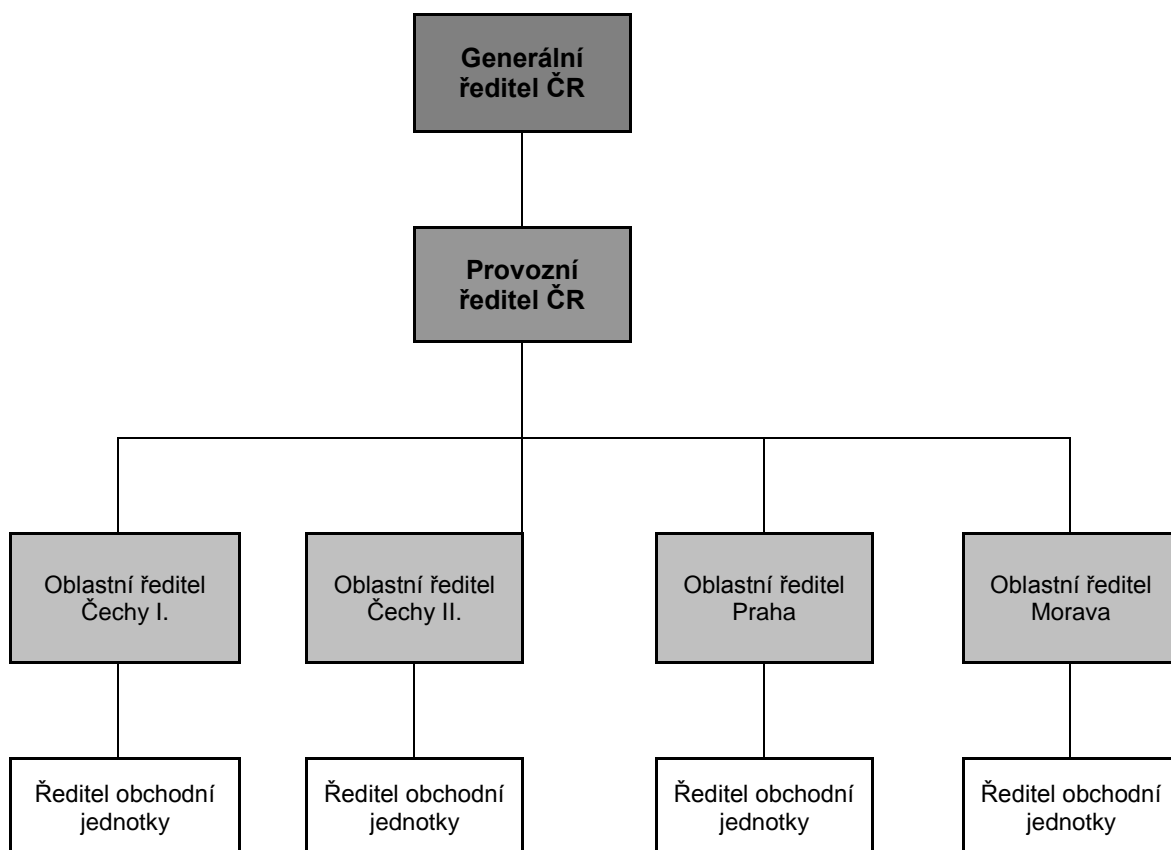 Generální
ředitel ČR
Provozní
ředitel ČR
Oblastní ředitel
Čechy I.
Oblastní ředitel
Čechy II.
Oblastní ředitel
Praha
Oblastní ředitel
Morava
Ředitel obchodní
jednotky
Ředitel obchodní
jednotky
Ředitel obchodní
jednotky
Ředitel obchodní
jednotky